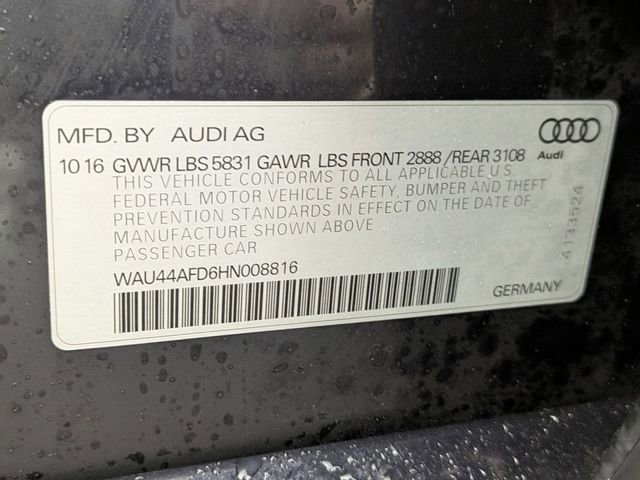 MFD. BY AUDI AG
Audi
10 16 GVWR LBS 5831 GAWR LBS FRONT 2888 /REAR 3108
THIS VEHICLE CONFORMS TO ALL APPLICABLE U.S
FEDERAL MOTOR VEHICLE SAFETY, BUMPER AND THEFT
PREVENTION STANDARDS IN EFFECT ON THE DATE OF
MANUFACTURE SHOWN ABOVE
PASSENGER CAR
4133524
WAU44AFD6HN008816
GERMANY